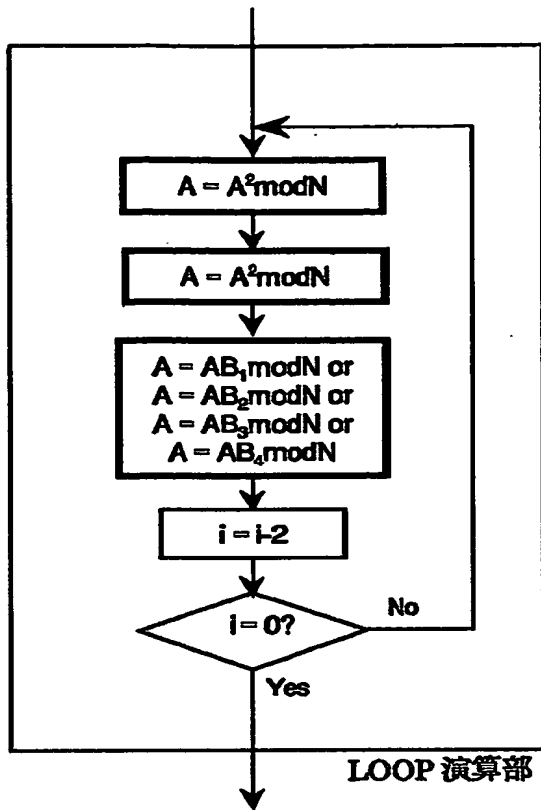 A = A²modN
A = A²modN
A = AB₁modN or
A = AB₂modN or
A = AB₃modN or
A = AB₄modN
i = i-2
i = 0?
No
Yes
LOOP 演算部